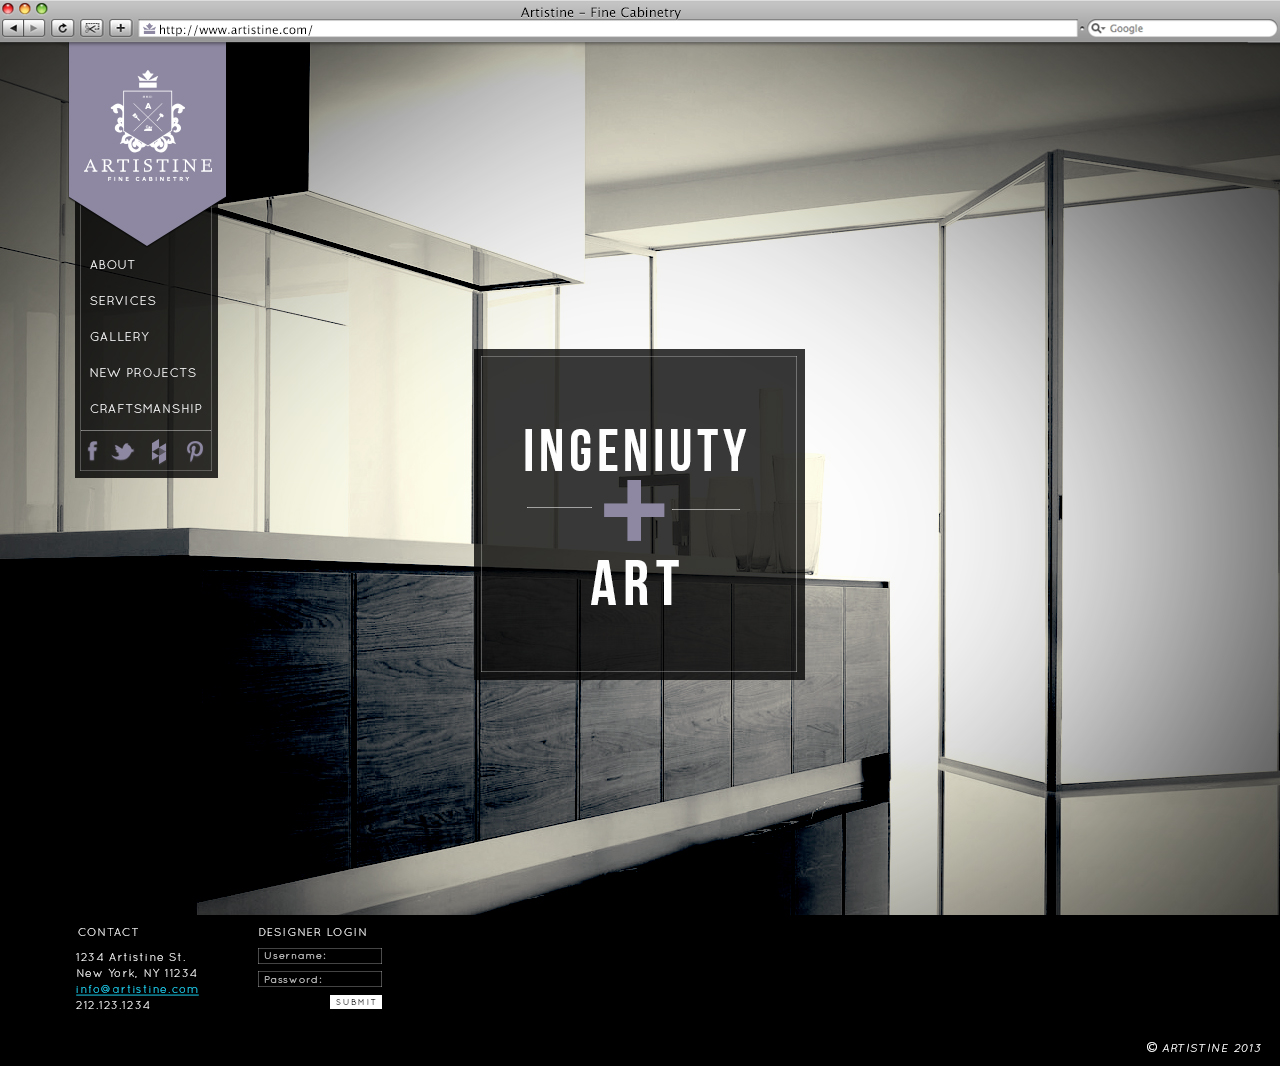 Artistine – Fine Cabinetry
http://www.artistine.com/
Google
A
ARTISTINE
FINE CABINETRY
ABOUT
SERVICES
GALLERY
NEW PROJECTS
CRAFTSMANSHIP
INGENIUTY
+
ART
CONTACT
1234 Artistine St.
New York, NY 11234
info@artistine.com
212.123.1234
DESIGNER LOGIN
Username:
Password:
SUBMIT
© ARTISTINE 2013